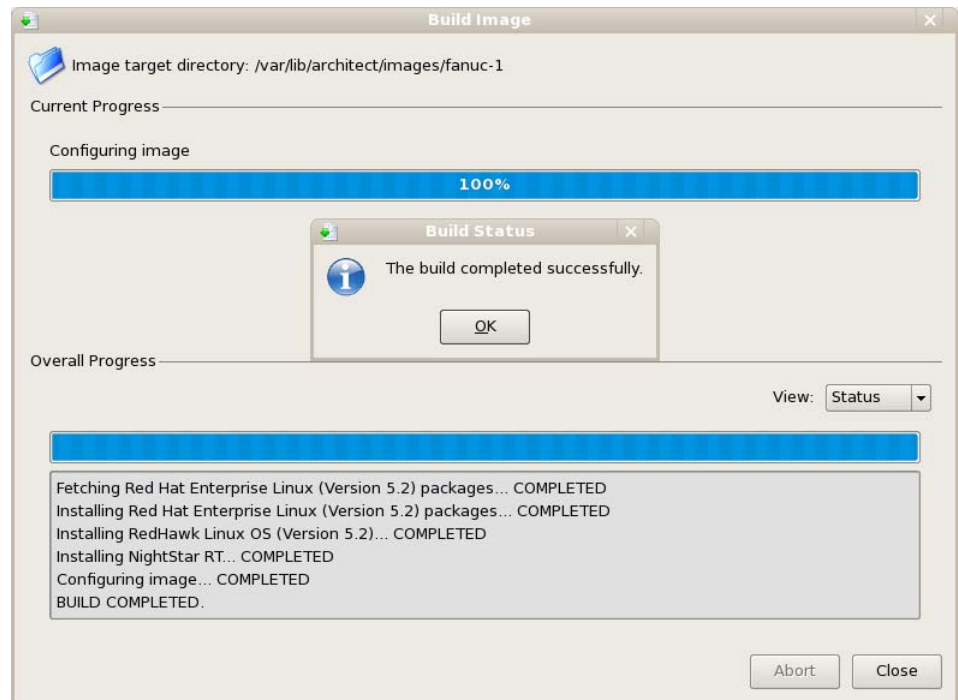 Build Image
Image target directory: /var/lib/architect/images/fanuc-1
Current Progress
Configuring image
100%
Build Status
The build completed successfully.
OK
Overall Progress
View: Status
Fetching Red Hat Enterprise Linux (Version 5.2) packages... COMPLETED
Installing Red Hat Enterprise Linux (Version 5.2) packages... COMPLETED
Installing RedHawk Linux OS (Version 5.2)... COMPLETED
Installing NightStar RT... COMPLETED
Configuring image... COMPLETED
BUILD COMPLETED.
Abort Close